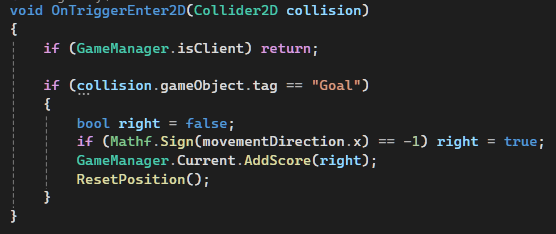 void OnTriggerEnter2D(Collider2D collision)
{
if (GameManager.isClient) return;
if (collision.gameObject.tag == "Goal")
{
bool right = false;
if (Mathf.Sign(movementDirection.x) == -1) right = true;
GameManager.Current.AddScore(right);
ResetPosition();
}
}